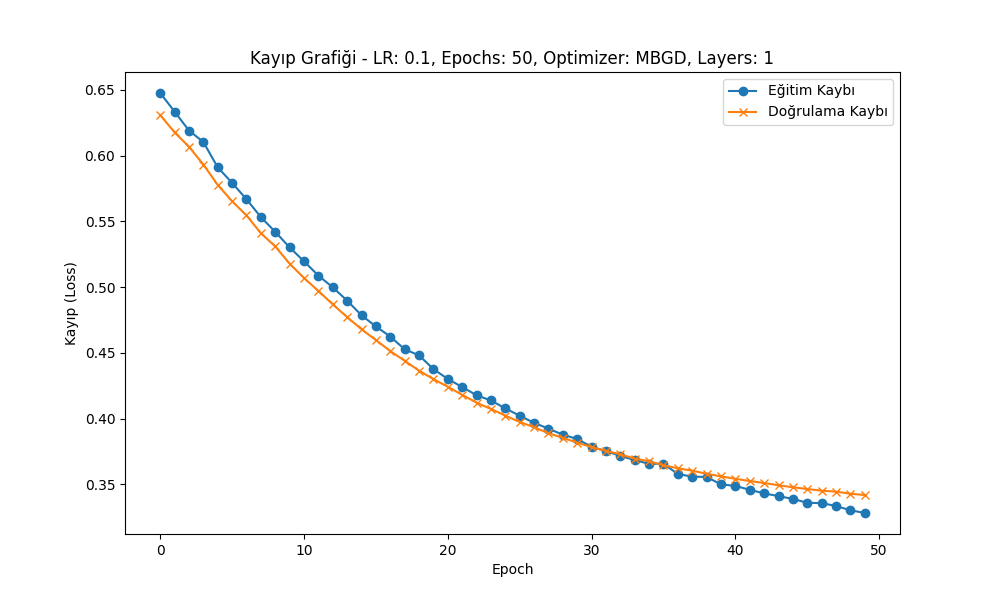 Kayıp Grafiği - LR: 0.1, Epochs: 50, Optimizer: MBGD, Layers: 1
Eğitim Kaybı
Doğrulama Kaybı
Kayıp (Loss)
0.65
0.60
0.55
0.50
0.45
0.40
0.35
0 10 20 30 40 50
Epoch